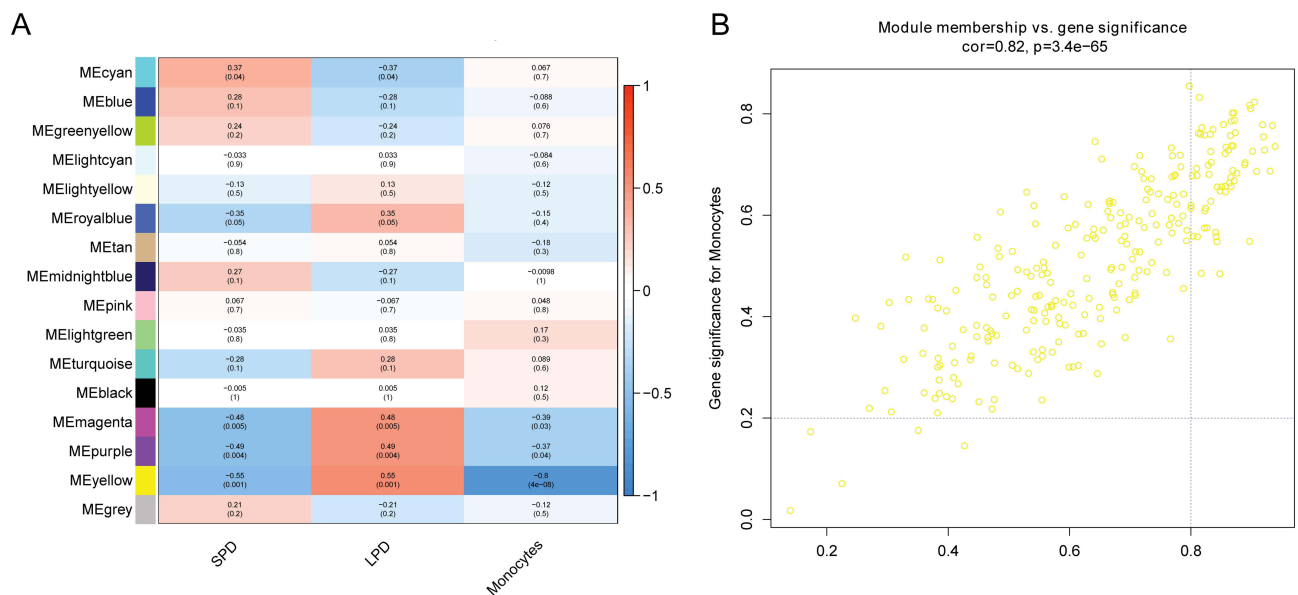 A
MEcyan 0.37 −0.37 0.067
(0.04) (0.04) (0.7)
MEblue 0.28 −0.28 −0.088
(0.1) (0.1) (0.6)
MEgreenyellow 0.24 −0.24 0.076
(0.2) (0.2) (0.7)
MElightcyan −0.033 0.033 −0.084
(0.9) (0.9) (0.6)
MElightyellow −0.13 0.13 −0.12
(0.5) (0.5) (0.5)
MEroyalblue −0.35 0.35 −0.15
(0.05) (0.05) (0.4)
MEtan −0.054 0.054 −0.18
(0.8) (0.8) (0.3)
MEmidnightblue 0.27 −0.27 −0.0098
(0.1) (0.1) (1)
MEpink 0.067 −0.067 0.048
(0.7) (0.7) (0.8)
MElightgreen −0.035 0.035 0.17
(0.8) (0.8) (0.3)
MEturquoise −0.28 0.28 0.089
(0.1) (0.1) (0.6)
MEblack −0.005 0.005 0.12
(1) (1) (0.5)
MEmagenta −0.48 0.48 −0.39
(0.005) (0.005) (0.03)
MEpurple −0.49 0.49 −0.37
(0.004) (0.004) (0.04)
MEyellow −0.55 0.55 −0.8
(0.001) (0.001) (4e−08)
MEgrey 0.21 −0.21 −0.12
(0.2) (0.2) (0.5)
SPD LPD Monocytes
1
0.5
0
−0.5
−1
B
Module membership vs. gene significance
cor=0.82, p=3.4e−65
Gene significance for Monocytes
0.8
0.6
0.4
0.2
0.0
0.2 0.4 0.6 0.8